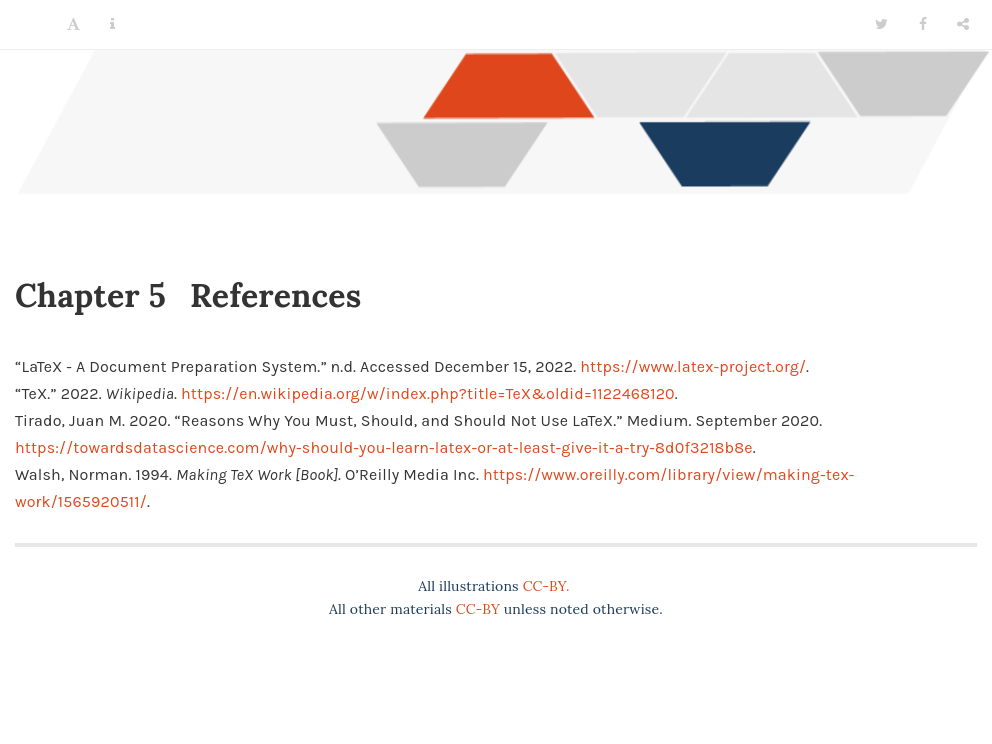 Chapter 5 References
“LaTeX - A Document Preparation System.” n.d. Accessed December 15, 2022. https://www.latex-project.org/.
“TeX.” 2022. Wikipedia. https://en.wikipedia.org/w/index.php?title=TeX&oldid=1122468120.
Tirado, Juan M. 2020. “Reasons Why You Must, Should, and Should Not Use LaTeX.” Medium. September 2020.
https://towardsdatascience.com/why-should-you-learn-latex-or-at-least-give-it-a-try-8d0f3218b8e.
Walsh, Norman. 1994. Making TeX Work [Book]. O’Reilly Media Inc. https://www.oreilly.com/library/view/making-tex-
work/1565920511/.
All illustrations CC-BY.
All other materials CC-BY unless noted otherwise.